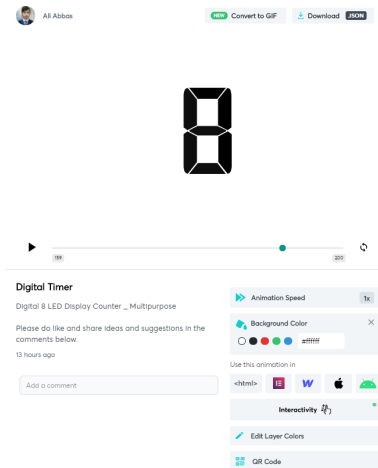 Ali Abbas
NEW Convert to GIF
Download JSON
8
159
200
Digital Timer
Digital 8 LED Display Counter _ Multipurpose
Please do like and share ideas and suggestions in the
comments below.
13 hours ago
Add a comment
Animation Speed 1x
Background Color
#ffffff
Use this animation in
<html>
Interactivity
Edit Layer Colors
QR Code